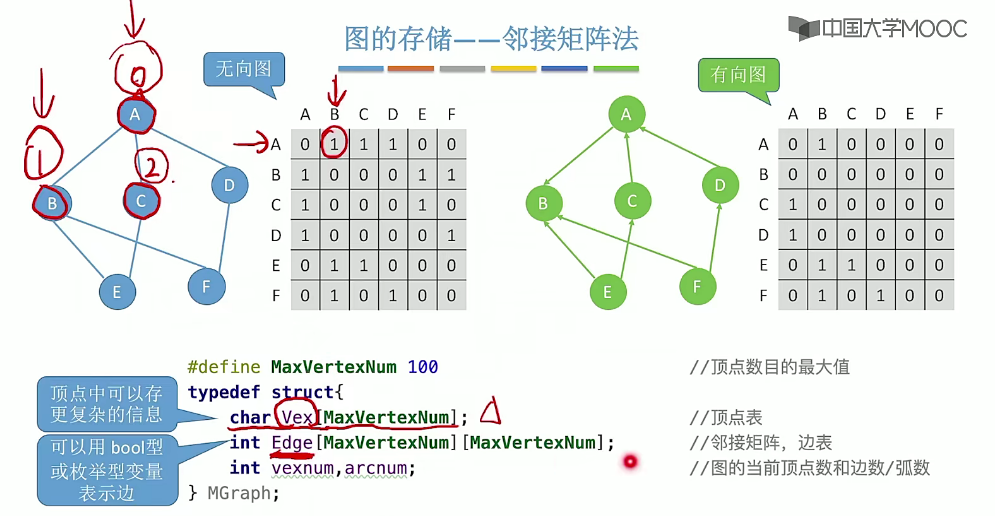 图的存储——邻接矩阵法
中国大学MOOC
无向图
0
A
1
B
2
C
D
E
F
A B C D E F
A 0 1 1 1 0 0
B 1 0 0 0 1 1
C 1 0 0 0 1 0
D 1 0 0 0 0 1
E 0 1 1 0 0 0
F 0 1 0 1 0 0
有向图
A
B
C
D
E
F
A B C D E F
A 0 1 0 0 0 0
B 0 0 0 0 0 0
C 1 0 0 0 0 0
D 1 0 0 0 0 0
E 0 1 1 0 0 0
F 0 1 0 1 0 0
#define MaxVertexNum 100 //顶点数目的最大值
typedef struct{
char Vex[MaxVertexNum]; //顶点表
int Edge[MaxVertexNum][MaxVertexNum]; //邻接矩阵，边表
int vexnum,arcnum; //图的当前顶点数和边数/弧数
} MGraph;
顶点中可以存
更复杂的信息
可以用 bool型
或枚举型变量
表示边